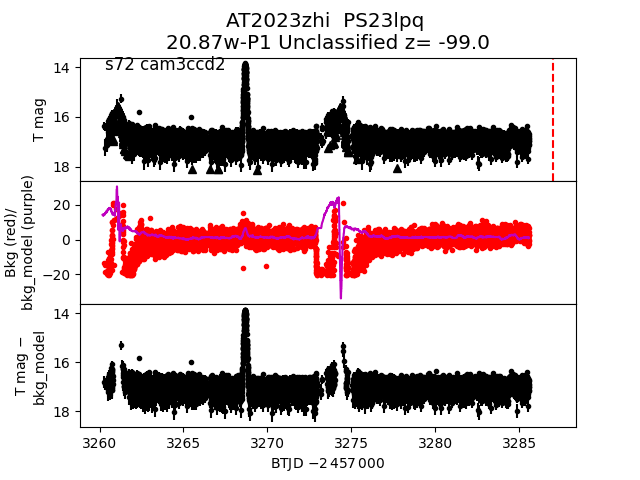 AT2023zhi  PS23lpq
20.87w-P1 Unclassified z= -99.0
s72 cam3ccd2
14
16
18
T mag
20
0
−20
Bkg (red)/
bkg_model (purple)
14
16
18
T mag −
bkg_model
3260
3265
3270
3275
3280
3285
BTJD −2 457 000